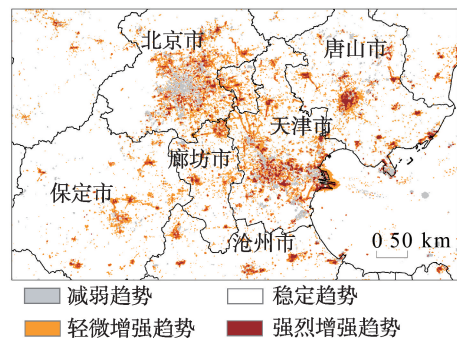 北京市
唐山市
天津市
廊坊市
保定市
沧州市
0 50 km
减弱趋势
稳定趋势
轻微增强趋势
强烈增强趋势